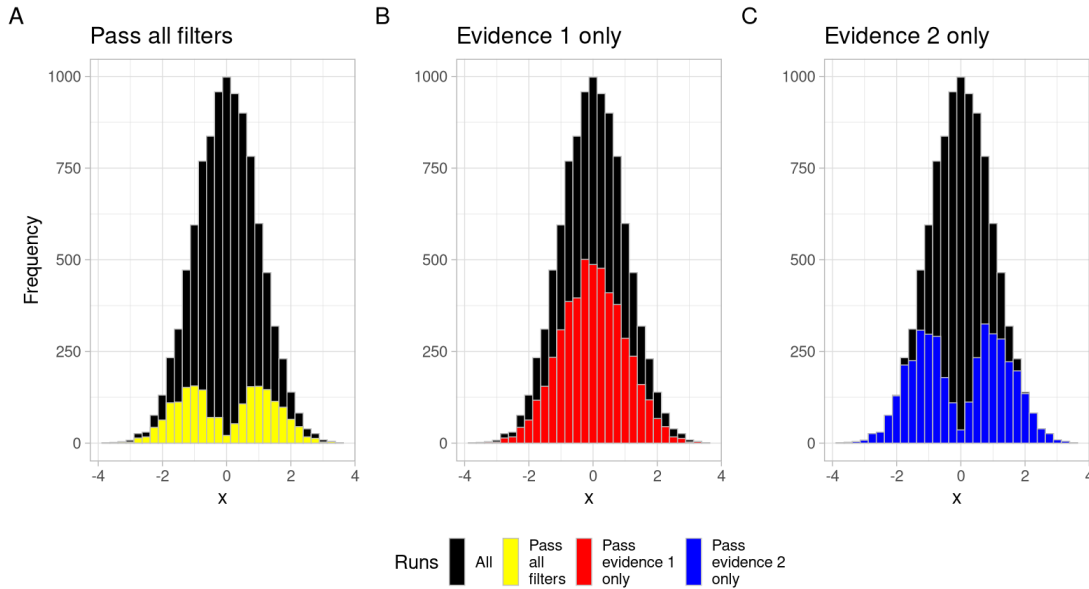 A
Pass all filters
B
Evidence 1 only
C
Evidence 2 only
Frequency
1000
750
500
250
0
-4
-2
0
2
4
x
1000
750
500
250
0
-4
-2
0
2
4
x
1000
750
500
250
0
-4
-2
0
2
4
x
Runs
All
Pass
all
filters
Pass
evidence 1
only
Pass
evidence 2
only